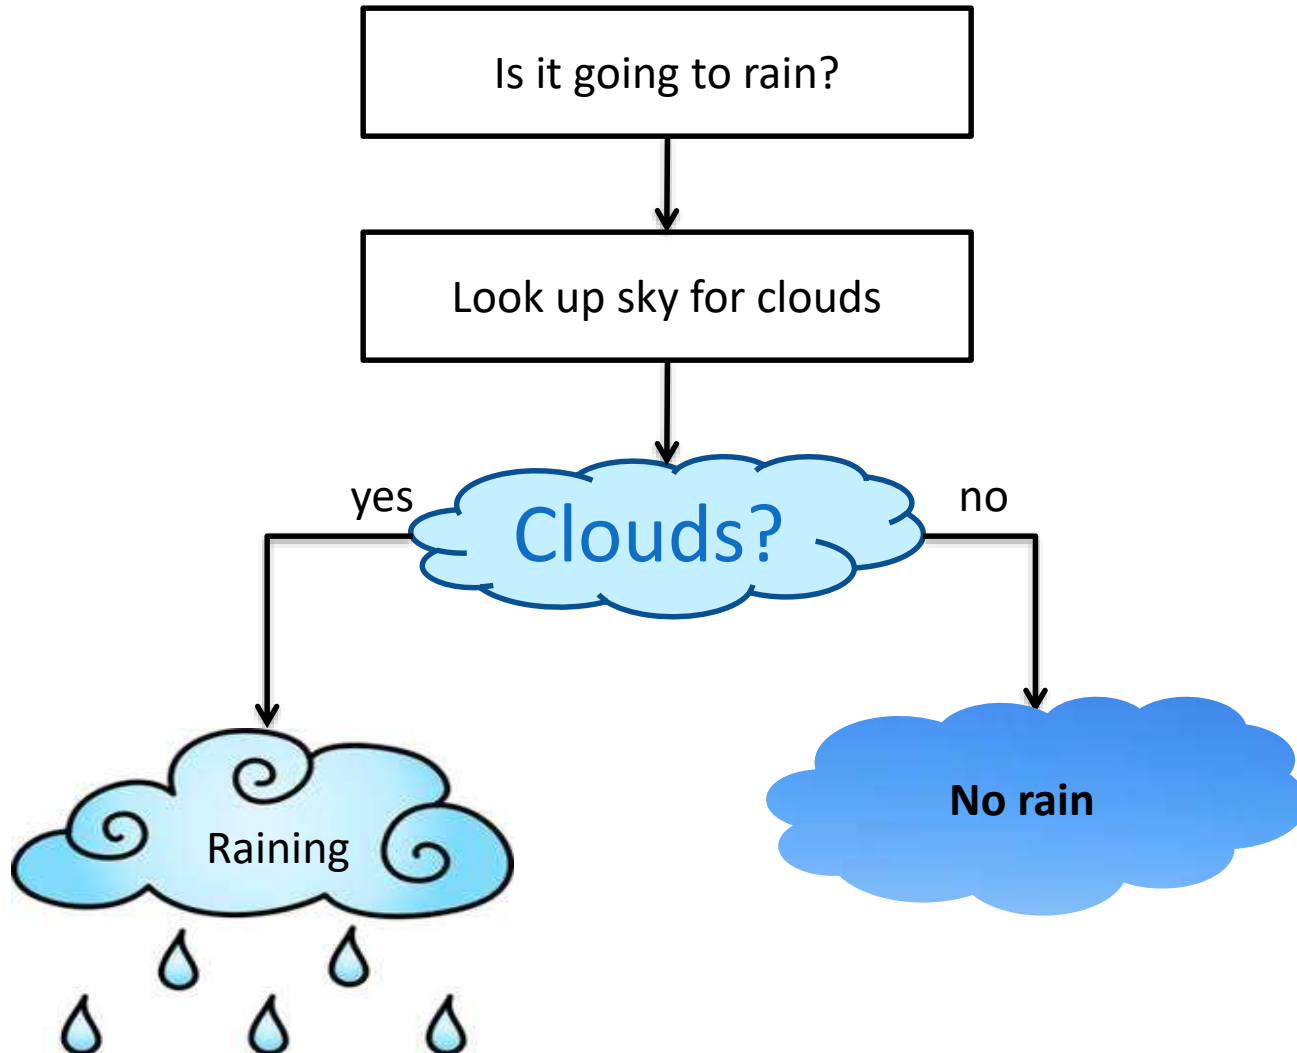 Is it going to rain?
Look up sky for clouds
yes
Clouds?
no
Raining
No rain